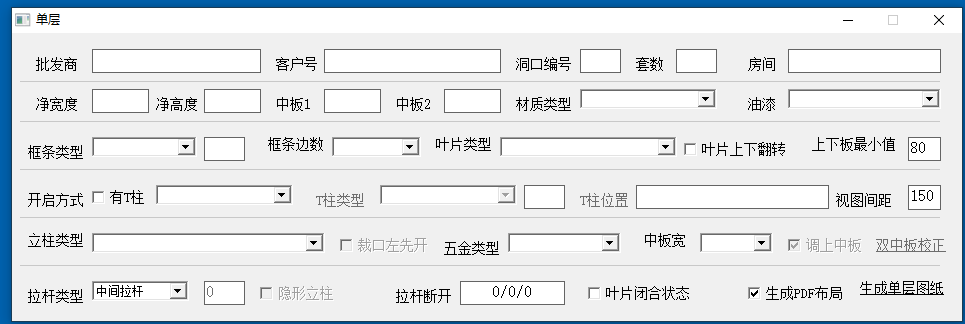 单层
批发商 客户号 洞口编号 套数 房间
净宽度 净高度 中板1 中板2 材质类型 油漆
框条类型 框条边数 叶片类型 叶片上下翻转 上下板最小值 80
开启方式 有T柱 T柱类型 T柱位置 视图间距 150
立柱类型 裁口左先开 五金类型 中板宽 调上中板 双中板校正
拉杆类型 中间拉杆 0 隐形立柱 拉杆断开 0/0/0 叶片闭合状态 生成PDF布局 生成单层图纸